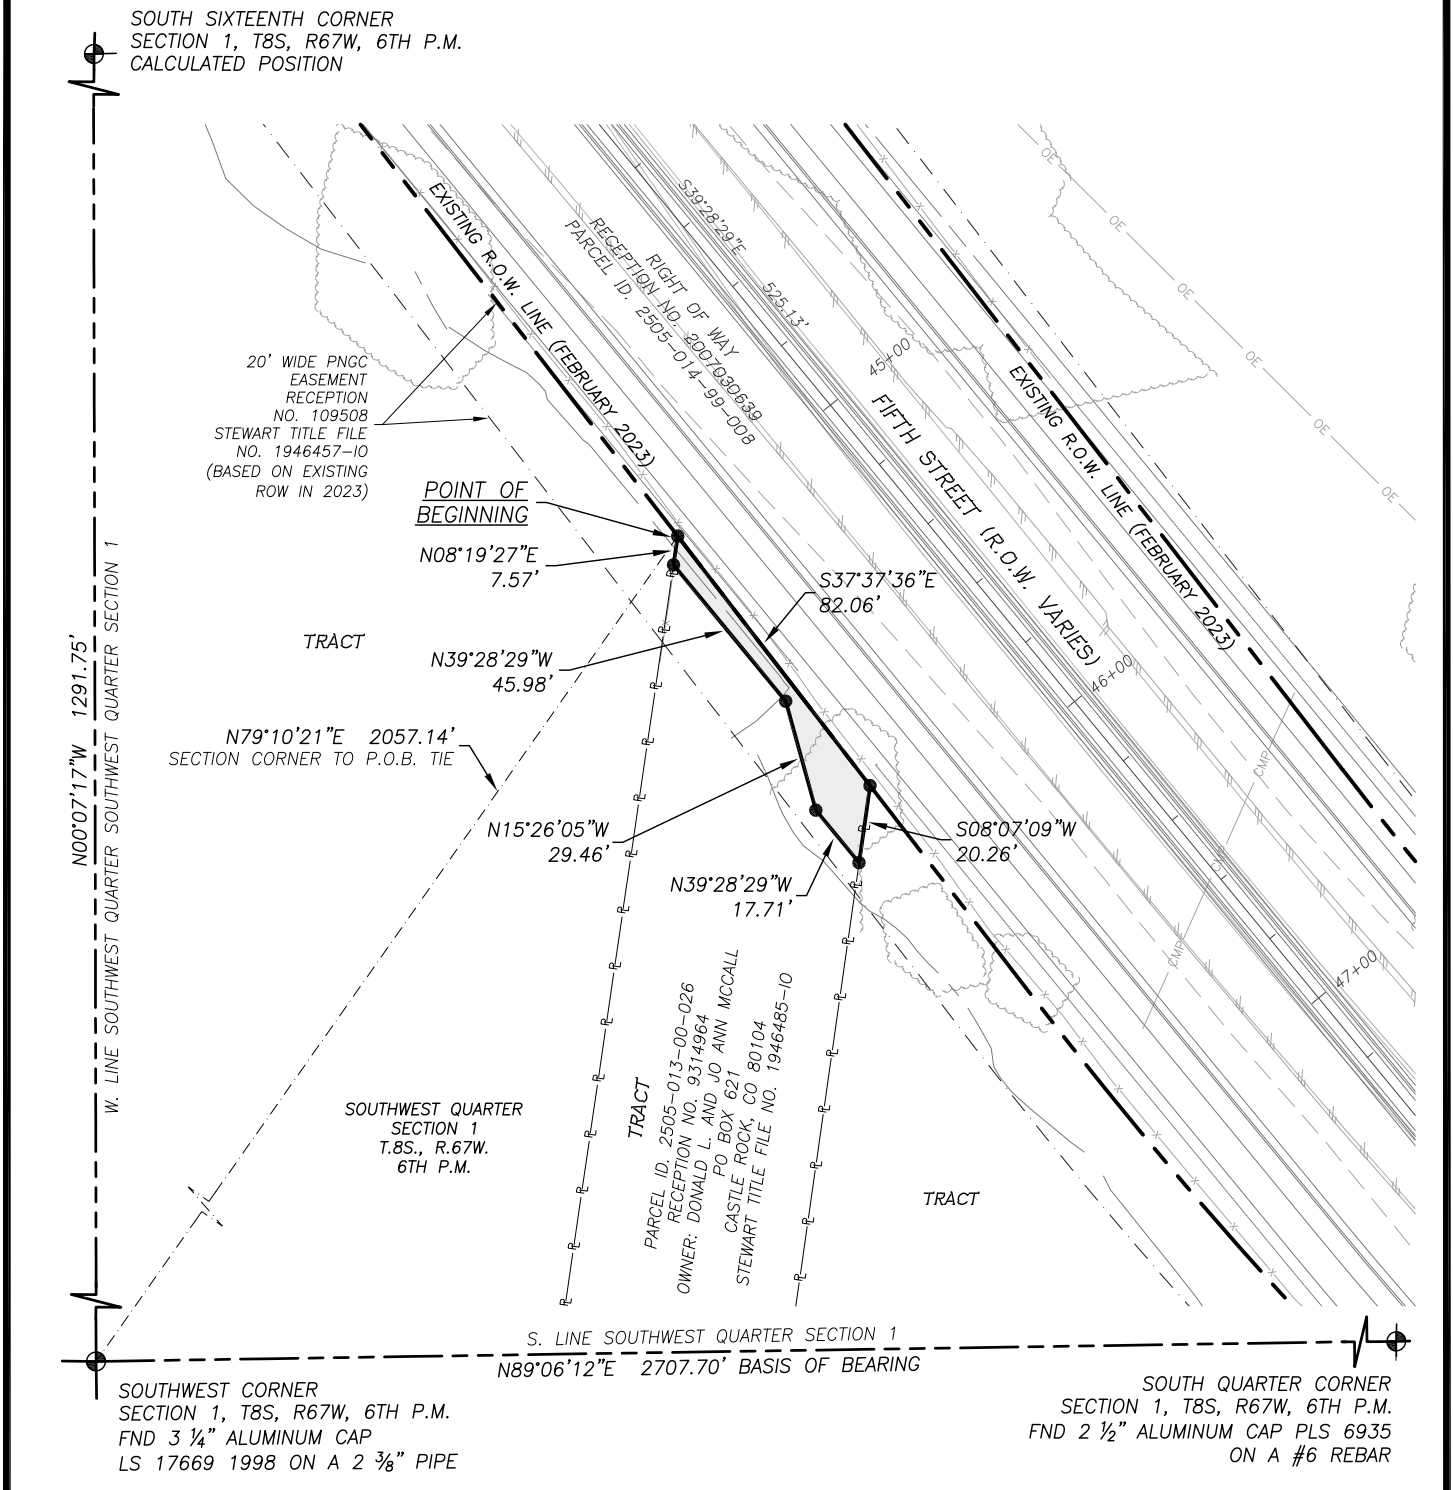 SOUTH SIXTEENTH CORNER
SECTION 1, T8S, R67W, 6TH P.M.
CALCULATED POSITION
EXISTING R.O.W. LINE (FEBRUARY 2023)
RIGHT OF WAY
RECEPTION NO. 2007030639
PARCEL ID. 2505-014-99-008
S39°28'29"E
525.13'
OE
OE
OE
OE
OE
OE
45+00
46+00
47+00
FIFTH STREET (R.O.W. VARIES)
EXISTING R.O.W. LINE (FEBRUARY 2023)
20' WIDE PNGC
EASEMENT
RECEPTION
NO. 109508
STEWART TITLE FILE
NO. 1946457-IO
(BASED ON EXISTING
ROW IN 2023)
POINT OF
BEGINNING
N08°19'27"E
7.57'
S37°37'36"E
82.06'
TRACT
N39°28'29"W
45.98'
N79°10'21"E 2057.14'
SECTION CORNER TO P.O.B. TIE
N15°26'05"W
29.46'
S08°07'09"W
20.26'
N39°28'29"W
17.71'
CMP
CMP
CMP
N00°07'17"W 1291.75'
W. LINE SOUTHWEST QUARTER SOUTHWEST QUARTER SECTION 1
SOUTHWEST QUARTER
SECTION 1
T.8S., R.67W.
6TH P.M.
TRACT
PARCEL ID. 2505-013-00-026
RECEPTION NO. 9314964
OWNER: DONALD L. AND JO ANN MCCALL
PO BOX 621
CASTLE ROCK, CO 80104
STEWART TITLE FILE NO. 1946485-IO
TRACT
S. LINE SOUTHWEST QUARTER SECTION 1
N89°06'12"E 2707.70' BASIS OF BEARING
SOUTHWEST CORNER
SECTION 1, T8S, R67W, 6TH P.M.
FND 3 ¼" ALUMINUM CAP
LS 17669 1998 ON A 2 ⅜" PIPE
SOUTH QUARTER CORNER
SECTION 1, T8S, R67W, 6TH P.M.
FND 2 ½" ALUMINUM CAP PLS 6935
ON A #6 REBAR